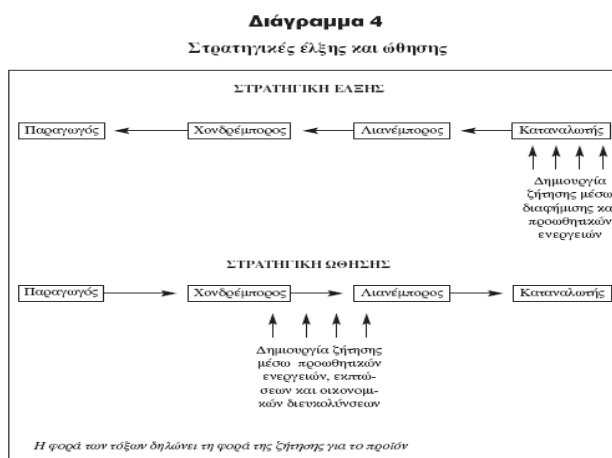 Διάγραμμα 4
Στρατηγικές έλξης και ώθησης
ΣΤΡΑΤΗΓΙΚΗ ΕΛΞΗΣ
Παραγωγός Χονδρέμπορος Λιανέμπορος Καταναλωτής
Δημιουργία
ζήτησης μέσω
διαφήμισης κα
προωθητικών
ενεργειών
ΣΤΡΑΤΗΓΙΚΗ ΩΘΗΣΗΣ
Παραγωγός Χονδρέμπορος Λιανέμπορος Καταναλωτής
Δημιουργία ζήτησης
μέσω προωθητικών
ενεργειών, εκπτώ-
σεων και οικονομι-
κών διευκολύνσεων
Η φορά των τόξων δηλώνει τη φορά της ζήτησης για το προϊόν